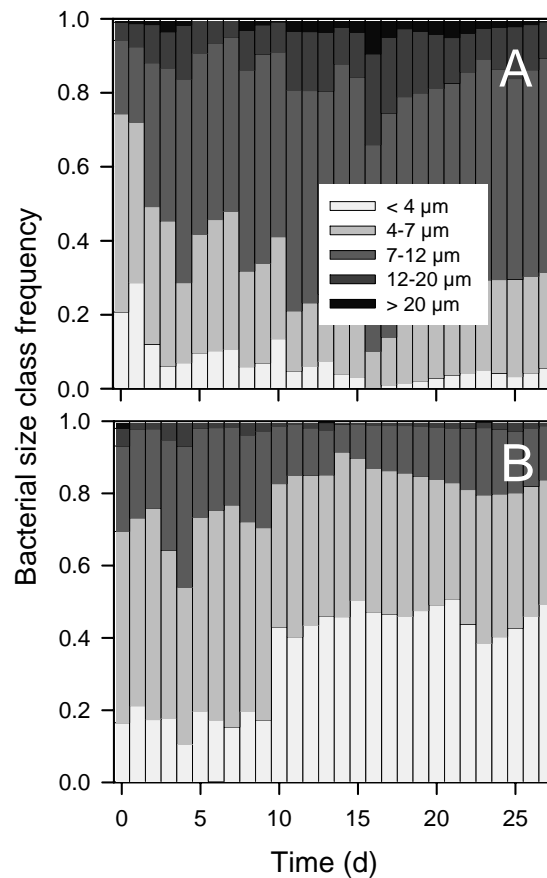 1.0
A
0.8
0.6
< 4 µm
4-7 µm
0.4
7-12 µm
12-20 µm
> 20 µm
0.2
0.0
Bacterial size class frequency
1.0
B
0.8
0.6
0.4
0.2
0.0
0 5 10 15 20 25
Time (d)